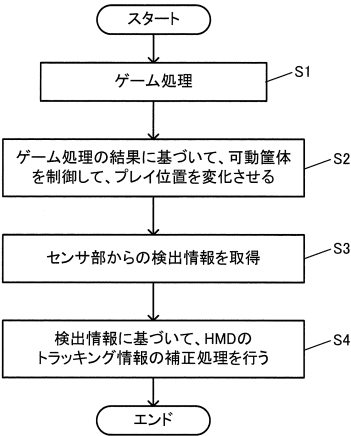 スタート
ゲーム処理
S1
ゲーム処理の結果に基づいて、可動筐体
を制御して、プレイ位置を変化させる
S2
センサ部からの検出情報を取得
S3
検出情報に基づいて、HMDの
トラッキング情報の補正処理を行う
S4
エンド